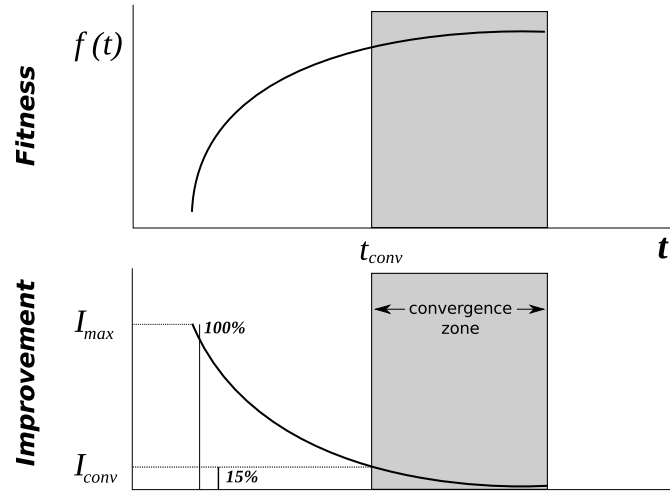 Fitness
f (t)
t_conv
t
Improvement
I_max
100%
convergence
zone
I_conv
15%